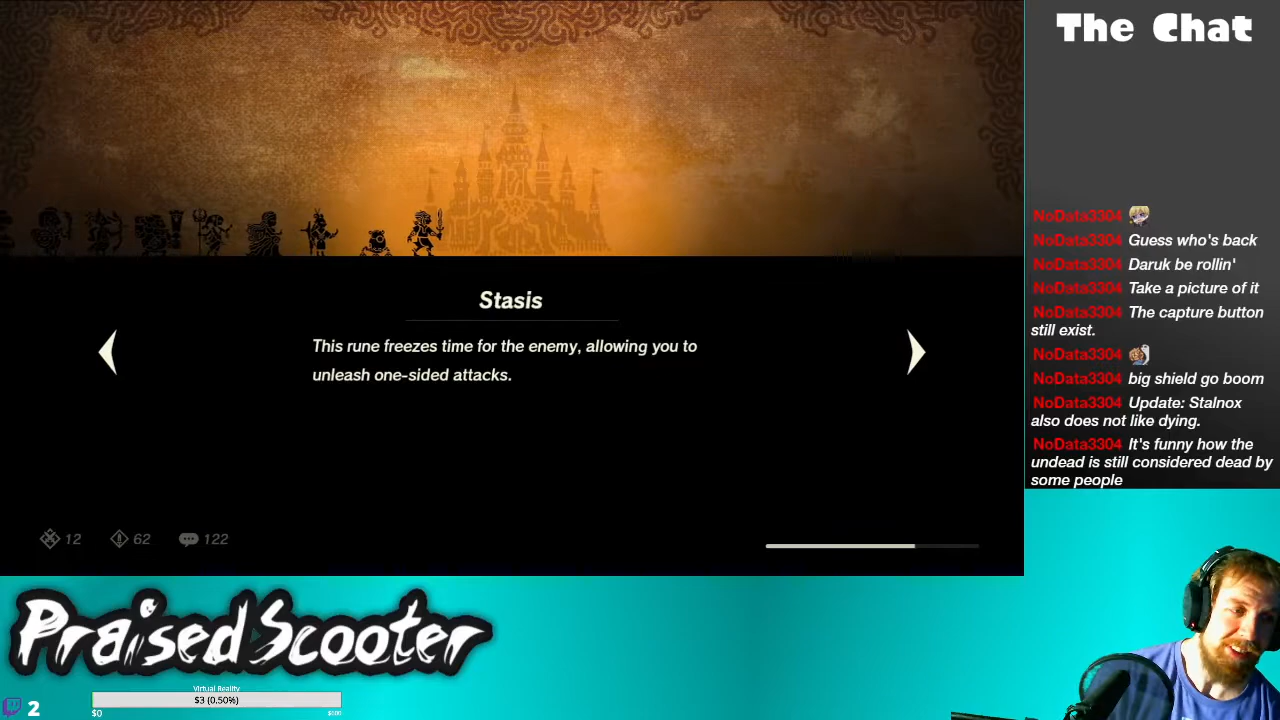 The Chat
NoData3304
NoData3304 Guess who's back
NoData3304 Daruk be rollin'
NoData3304 Take a picture of it
NoData3304 The capture button
still exist.
NoData3304
NoData3304 big shield go boom
NoData3304 Update: Stalnox
also does not like dying.
NoData3304 It's funny how the
undead is still considered dead by
some people
Stasis
This rune freezes time for the enemy, allowing you to
unleash one-sided attacks.
12 62 122
PraisedScooter
Virtual Reality
$3 (0.50%)
2 $0